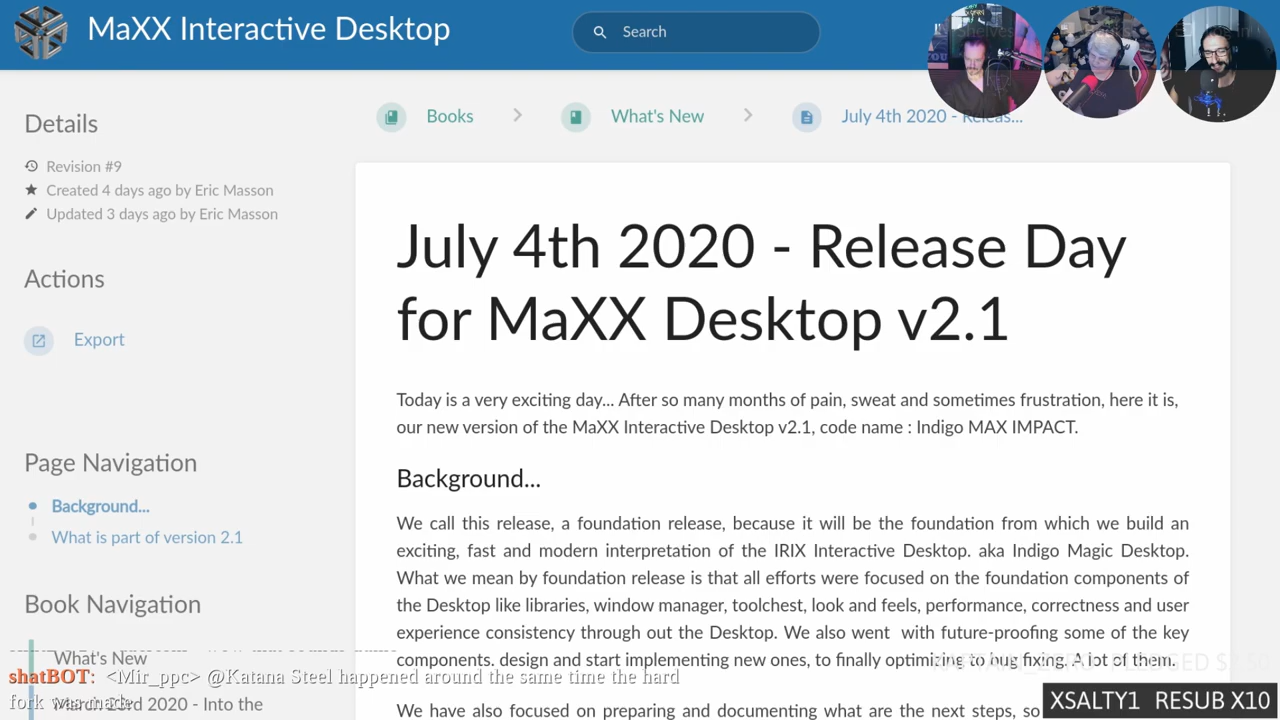 MaXX Interactive Desktop
Search
Details
Revision #9
Created 4 days ago by Eric Masson
Updated 3 days ago by Eric Masson
Actions
Export
Page Navigation
Background...
What is part of version 2.1
Book Navigation
What's New
March 23rd 2020 - Into the
Books
What's New
July 4th 2020 - Releas...
July 4th 2020 - Release Day
for MaXX Desktop v2.1
Today is a very exciting day... After so many months of pain, sweat and sometimes frustration, here it is,
our new version of the MaXX Interactive Desktop v2.1, code name : Indigo MAX IMPACT.
Background...
We call this release, a foundation release, because it will be the foundation from which we build an
exciting, fast and modern interpretation of the IRIX Interactive Desktop. aka Indigo Magic Desktop.
What we mean by foundation release is that all efforts were focused on the foundation components of
the Desktop like libraries, window manager, toolchest, look and feels, performance, correctness and user
experience consistency through out the Desktop. We also went with future-proofing some of the key
components. design and start implementing new ones, to finally optimizing to bug fixing. A lot of them.
We have also focused on preparing and documenting what are the next steps, so
shatBOT: <Mir_ppc> @Katana Steel happened around the same time the hard
fork was made
XSALTY1 RESUB X10